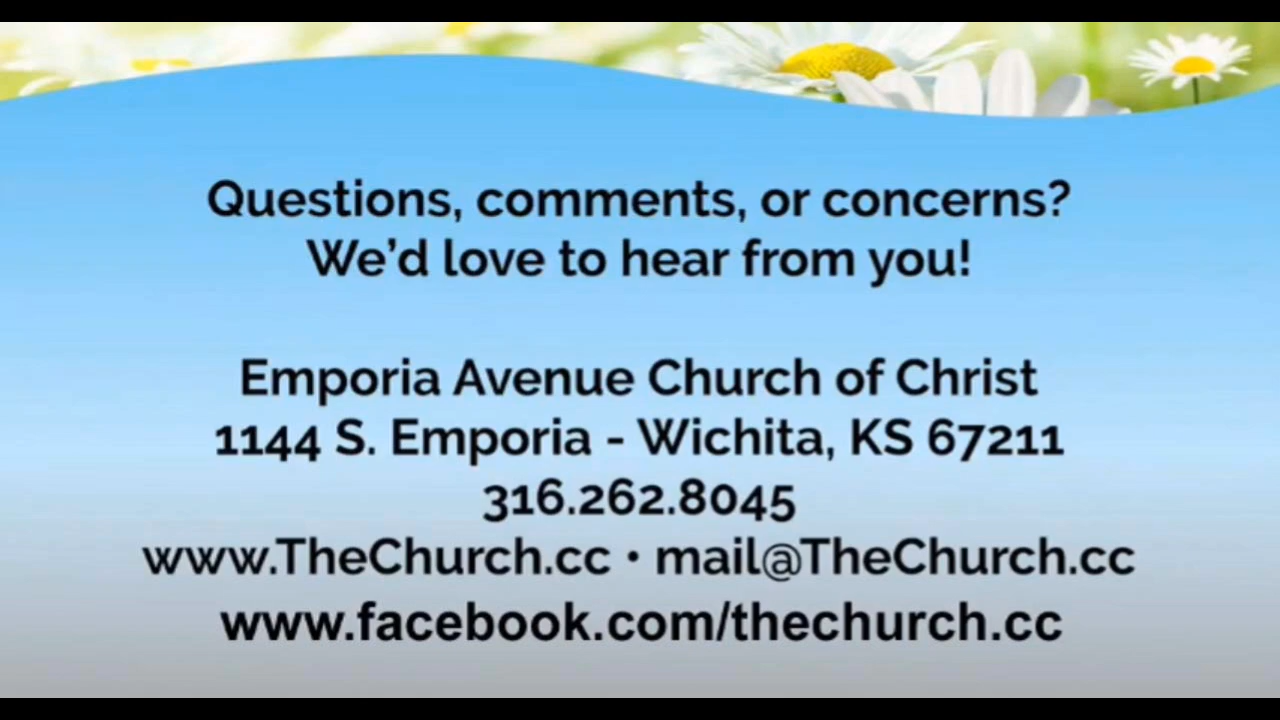 Questions, comments, or concerns?
We’d love to hear from you!
Emporia Avenue Church of Christ
1144 S. Emporia - Wichita, KS 67211
316.262.8045
www.TheChurch.cc • mail@TheChurch.cc
www.facebook.com/thechurch.cc